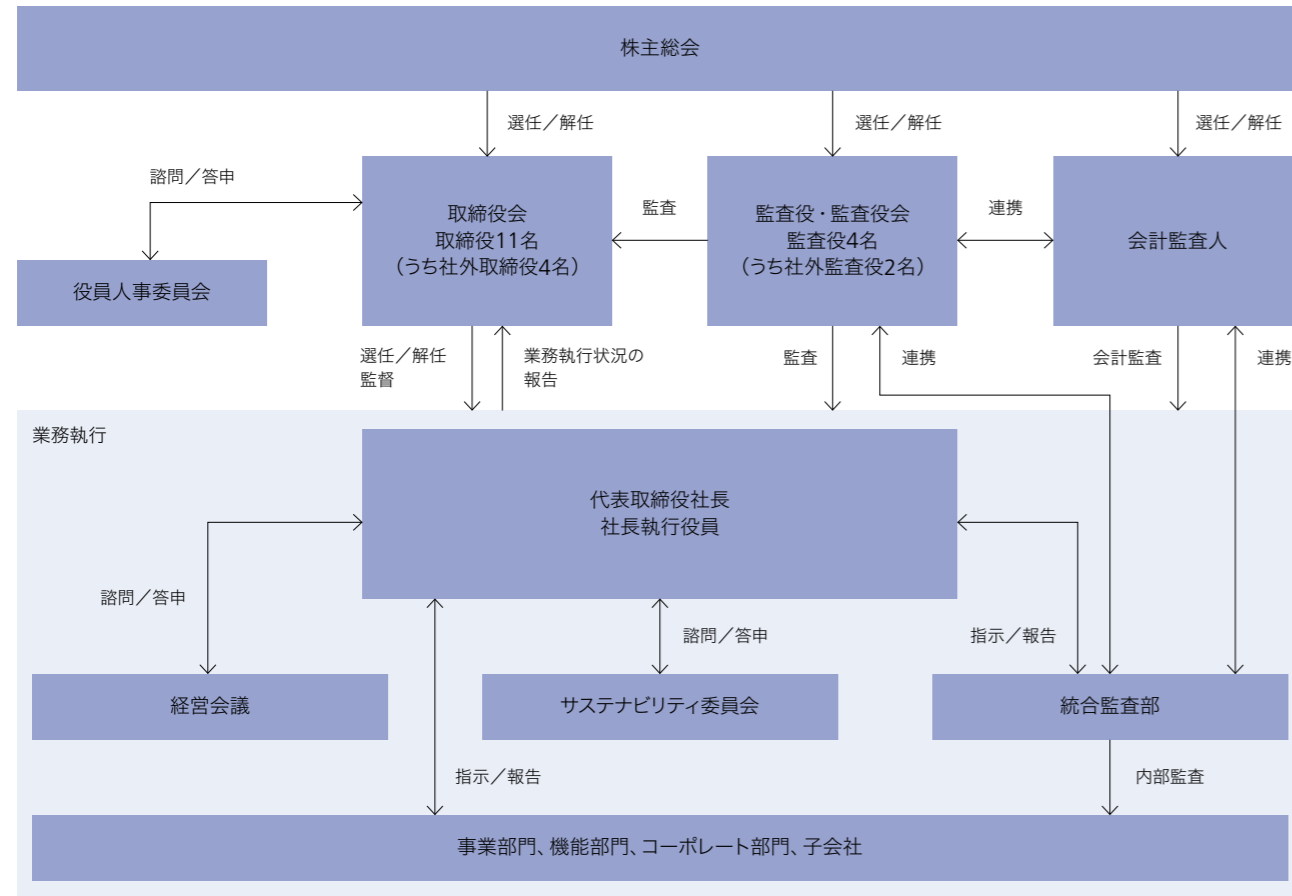 株主総会
選任／解任
選任／解任
選任／解任
諮問／答申
取締役会
取締役11名
（うち社外取締役4名）
監査
監査役・監査役会
監査役4名
（うち社外監査役2名）
連携
会計監査人
役員人事委員会
選任／解任
監督
業務執行状況の
報告
監査
連携
会計監査
連携
業務執行
代表取締役社長
社長執行役員
諮問／答申
諮問／答申
指示／報告
経営会議
サステナビリティ委員会
統合監査部
指示／報告
内部監査
事業部門、機能部門、コーポレート部門、子会社